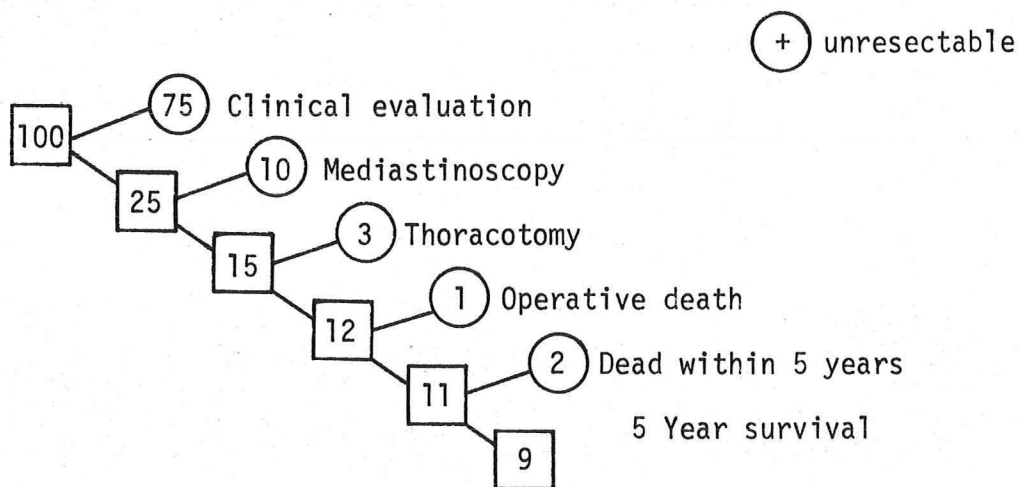 + unresectable
75 Clinical evaluation
100
10 Mediastinoscopy
25
3 Thoracotomy
15
1 Operative death
12
2 Dead within 5 years
11
5 Year survival
9